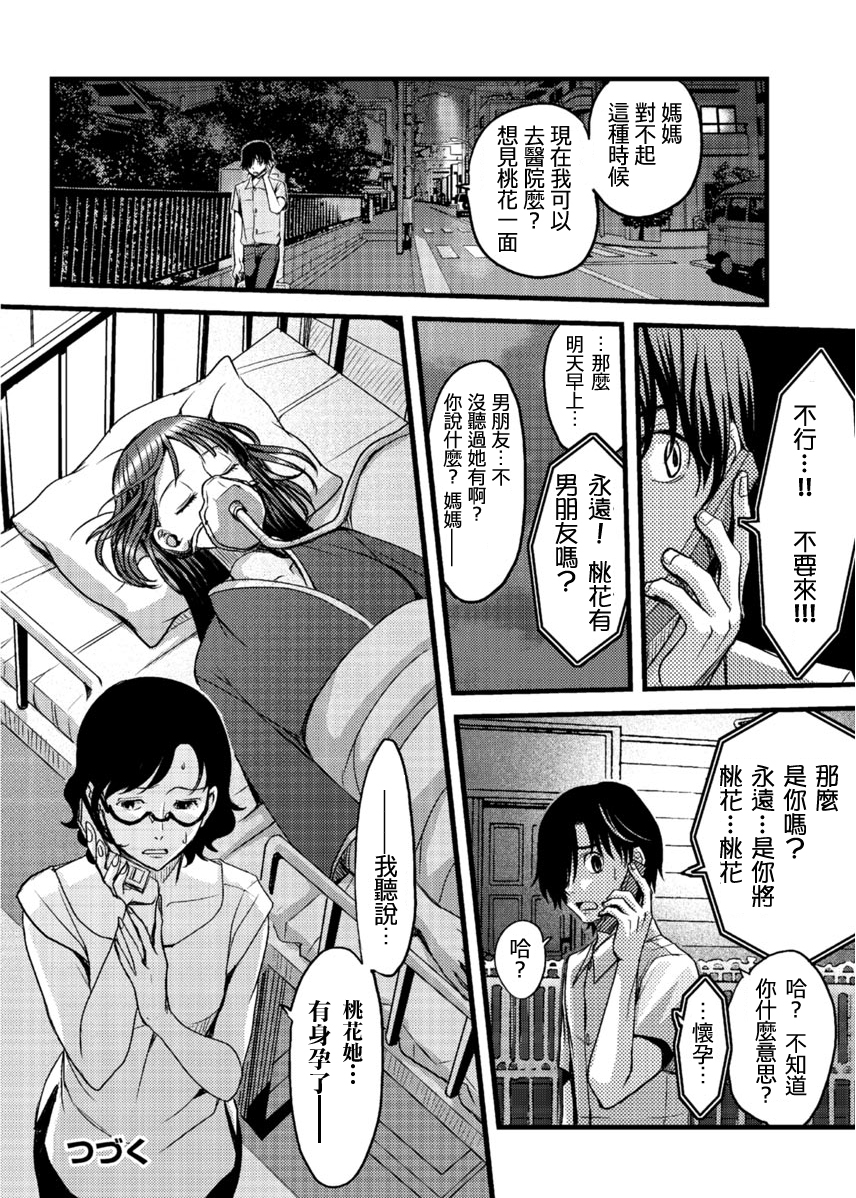 媽媽
對不起
這種時候
現在我可以
去醫院麼?
想見桃花一面
不行…!! 不要來!!!
…那麼
明天早上…
永遠! 桃花有
男朋友嗎?
男朋友…不
沒聽過她有啊?
你說什麼? 媽媽——
那麼
是你嗎?
永遠…是你將
桃花…桃花
哈? 不知道
你什麼意思?
…懷孕…
哈?
——我聽說…
桃花她…
有身孕了——
つづく